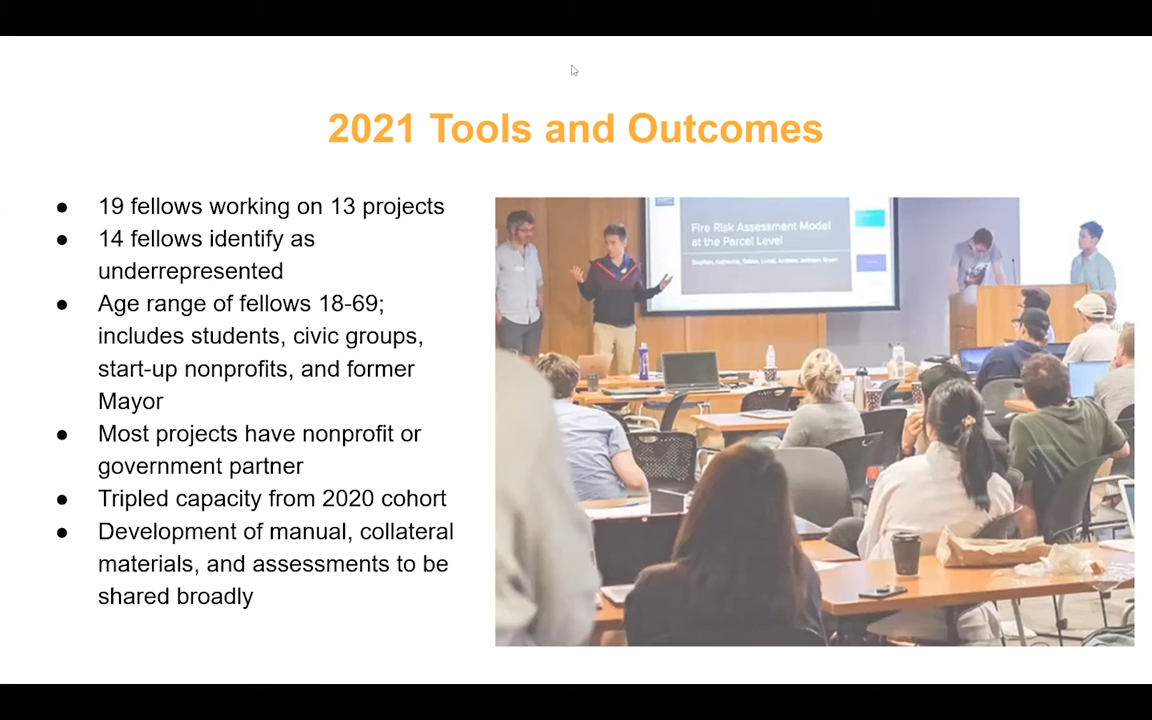 2021 Tools and Outcomes
● 19 fellows working on 13 projects
● 14 fellows identify as
underrepresented
● Age range of fellows 18-69;
includes students, civic groups,
start-up nonprofits, and former
Mayor
● Most projects have nonprofit or
government partner
● Tripled capacity from 2020 cohort
● Development of manual, collateral
materials, and assessments to be
shared broadly
Fire Risk Assessment Model
at the Parcel Level